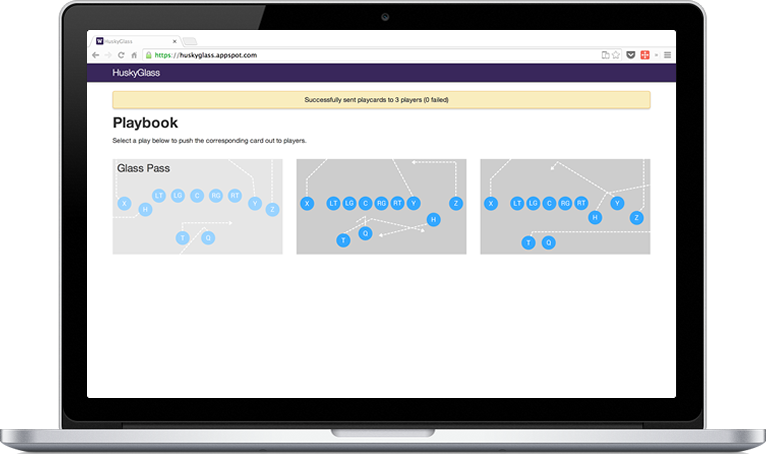 W HuskyGlass
https://huskyglass.appspot.com
HuskyGlass
Successfully sent playcards to 3 players (0 failed)
Playbook
Select a play below to push the corresponding card out to players.
Glass Pass
X H LT LG C RG RT Y Z
T Q
X LT LG C RG RT Y Z
H
T Q
X LT LG C RG RT Y
H Z
T Q